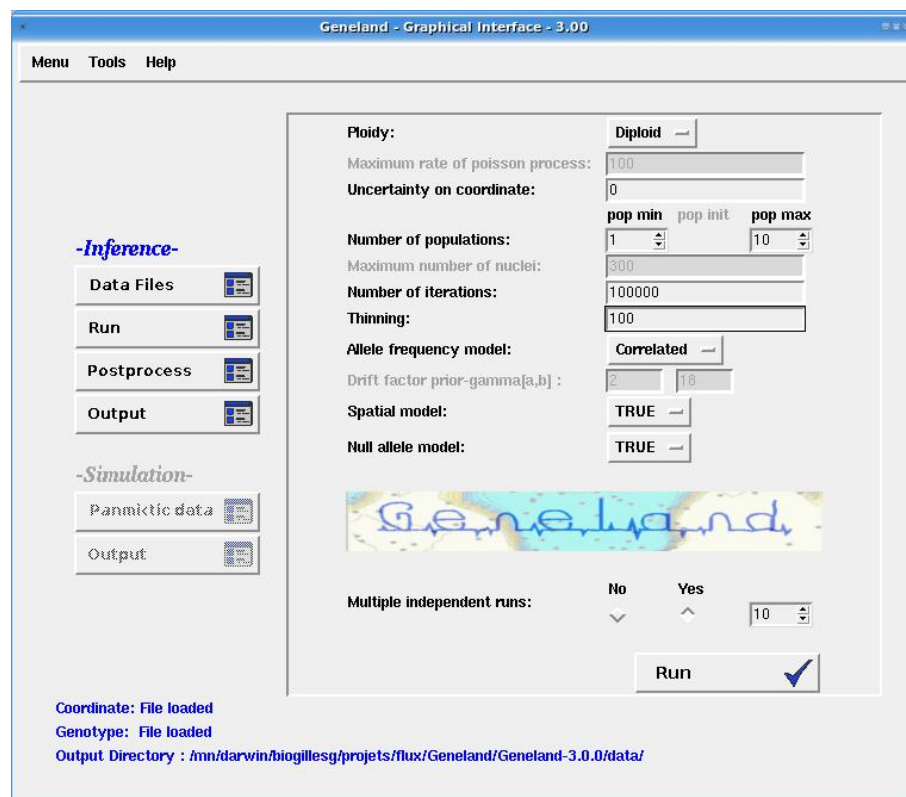 Geneland - Graphical Interface - 3.00
Menu Tools Help
Ploidy: Diploid
Maximum rate of poisson process: 100
Uncertainty on coordinate: 0
pop min pop init pop max
-Inference-
Number of populations: 1 10
Data Files
Maximum number of nuclei: 300
Number of iterations: 100000
Run
Thinning: 100
Allele frequency model: Correlated
Postprocess
Drift factor prior-gamma[a,b] : 2 18
Output
Spatial model: TRUE
Null allele model: TRUE
-Simulation-
Panmictic data
Geneland
Output
No Yes
Multiple independent runs: 10
Run
Coordinate: File loaded
Genotype: File loaded
Output Directory : /mn/darwin/biogillesg/projets/flux/Geneland/Geneland-3.0.0/data/